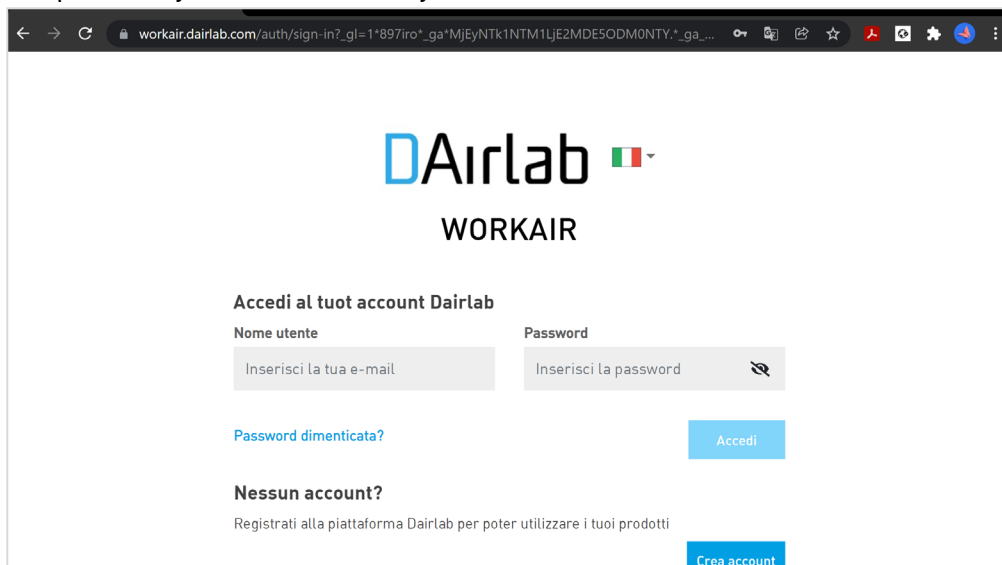 workair.dairlab.com/auth/sign-in?_gl=1*897iro*_ga*MjEyNTk1NTM1LjE2MDE5ODM0NTY.*_ga_...
DAırlab
WORKAIR
Accedi al tuot account Dairlab
Nome utente
Password
Inserisci la tua e-mail
Inserisci la password
Password dimenticata?
Accedi
Nessun account?
Registrati alla piattaforma Dairlab per poter utilizzare i tuoi prodotti
Crea account